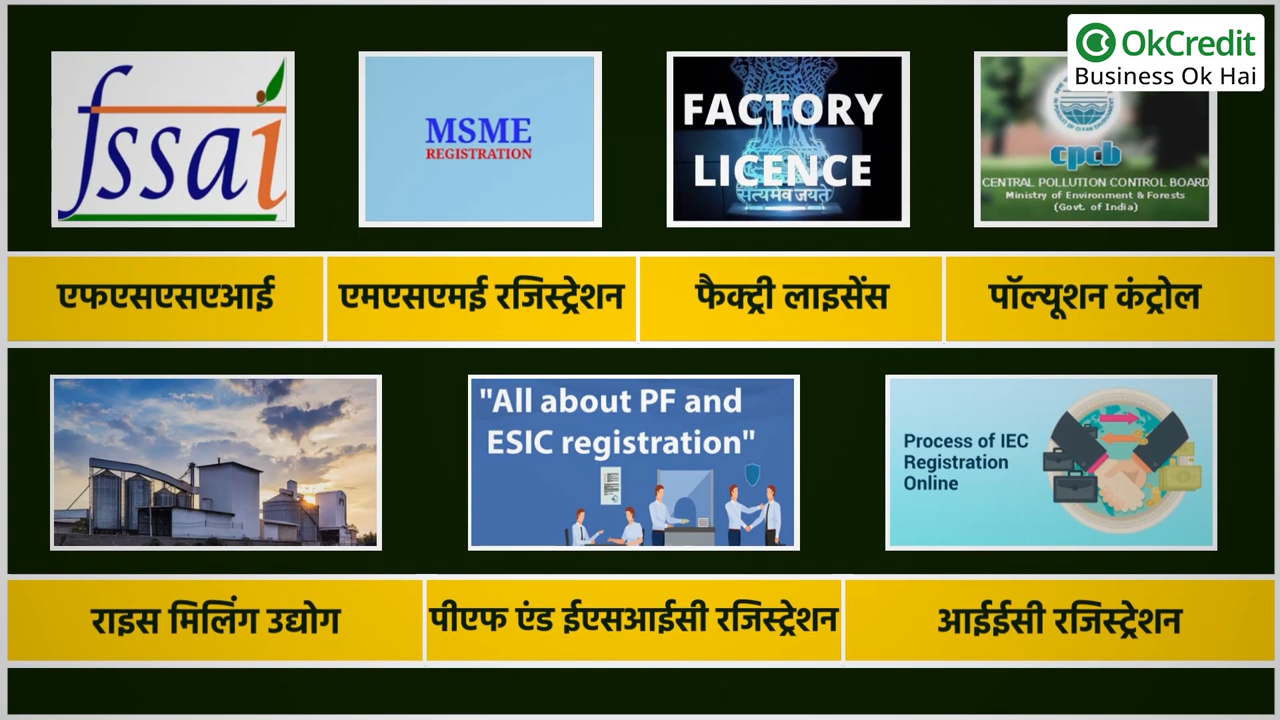 OkCredit
Business Ok Hai
fssai
MSME
REGISTRATION
FACTORY
LICENCE
सत्यमेव जयते
cpcb
CENTRAL POLLUTION CONTROL BOARD
Ministry of Environment & Forests
(Govt. of India)
एफएसएसएआई
एमएसएमई रजिस्ट्रेशन
फैक्ट्री लाइसेंस
पॉल्यूशन कंट्रोल
"All about PF and
ESIC registration"
Process of IEC
Registration
Online
राइस मिलिंग उद्योग
पीएफ एंड ईएसआईसी रजिस्ट्रेशन
आईईसी रजिस्ट्रेशन